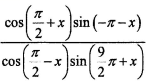 cos(π/2 + x) sin(−π − x)
cos(π/2 − x) sin(9/2 π + x)